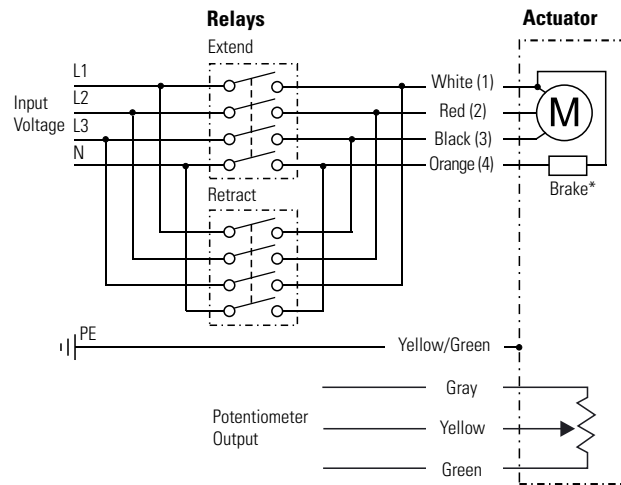 Relays
Actuator
Extend
L1
L2
L3
N
Input
Voltage
White (1)
Red (2)
Black (3)
Orange (4)
M
Brake*
Retract
PE
Yellow/Green
Gray
Yellow
Green
Potentiometer
Output